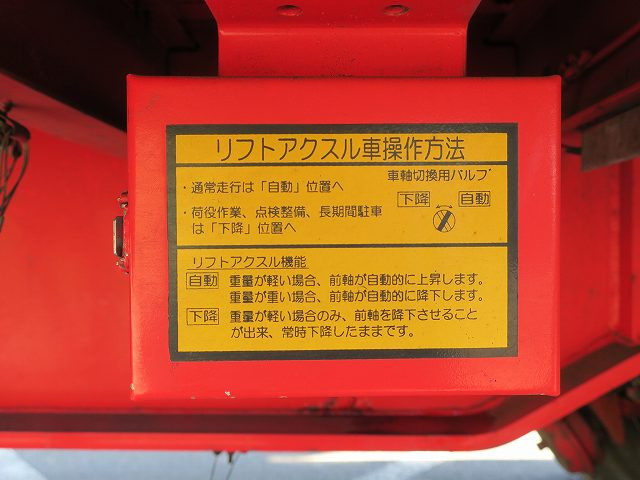 リフトアクスル車操作方法
・通常走行は「自動」位置へ
・荷役作業、点検整備、長期間駐車
は「下降」位置へ
車軸切換用バルブ
下降 自動
リフトアクスル機能
自動 重量が軽い場合、前軸が自動的に上昇します。
重量が重い場合、前軸が自動的に降下します。
下降 重量が軽い場合のみ、前軸を降下させること
が出来、常時下降したままです。